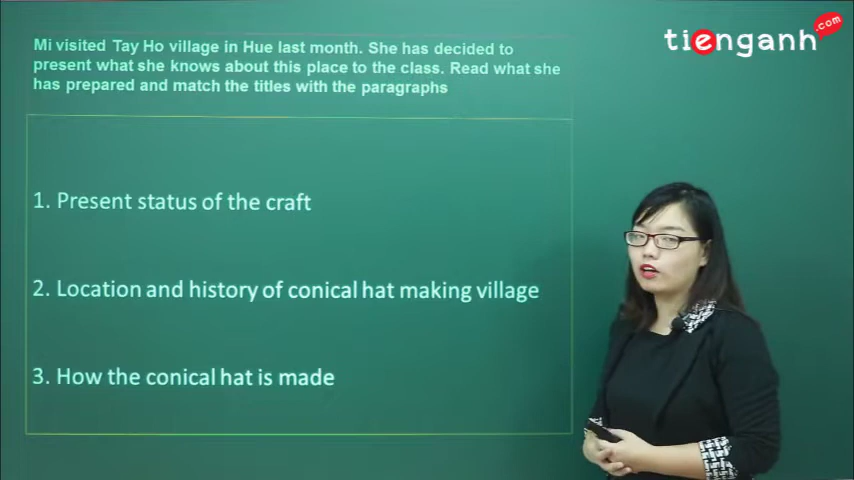 Mi visited Tay Ho village in Hue last month. She has decided to
present what she knows about this place to the class. Read what she
has prepared and match the titles with the paragraphs
tienganh.com
1. Present status of the craft
2. Location and history of conical hat making village
3. How the conical hat is made